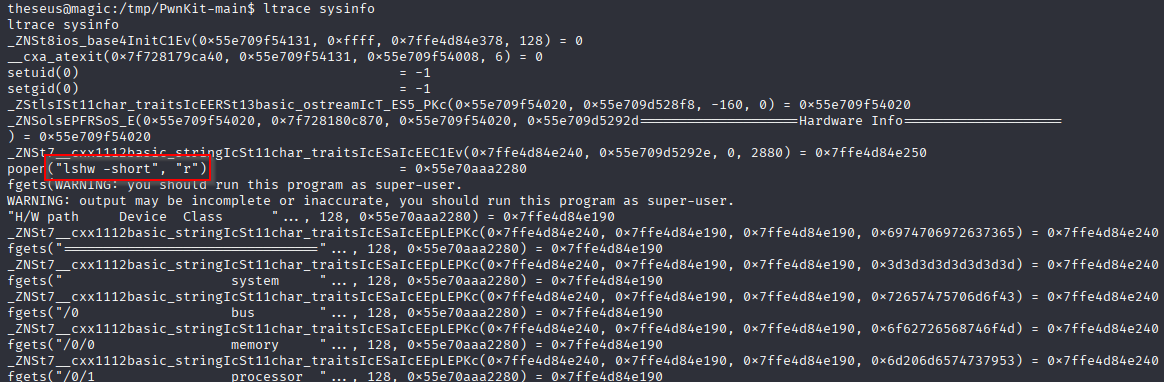 theseus@magic:/tmp/PwnKit-main$ ltrace sysinfo
ltrace sysinfo
_ZNSt8ios_base4InitC1Ev(0×55e709f54131, 0×ffff, 0×7ffe4d84e378, 128) = 0
__cxa_atexit(0×7f728179ca40, 0×55e709f54131, 0×55e709f54008, 6) = 0
setuid(0) = -1
setgid(0) = -1
_ZStlsISt11char_traitsIcEERSt13basic_ostreamIcT_ES5_PKc(0×55e709f54020, 0×55e709d528f8, -160, 0) = 0×55e709f54020
_ZNSolsEPFRSoS_E(0×55e709f54020, 0×7f728180c870, 0×55e709f54020, 0×55e709d5292d====================Hardware Info====================
) = 0×55e709f54020
_ZNSt7__cxx1112basic_stringIcSt11char_traitsIcESaIcEEC1Ev(0×7ffe4d84e240, 0×55e709d5292e, 0, 2880) = 0×7ffe4d84e250
popen("lshw -short", "r") = 0×55e70aaa2280
fgets(WARNING: you should run this program as super-user.
WARNING: output may be incomplete or inaccurate, you should run this program as super-user.
"H/W path Device Class "..., 128, 0×55e70aaa2280) = 0×7ffe4d84e190
_ZNSt7__cxx1112basic_stringIcSt11char_traitsIcESaIcEEpLEPKc(0×7ffe4d84e240, 0×7ffe4d84e190, 0×7ffe4d84e190, 0×6974706972637365) = 0×7ffe4d84e240
fgets("================================"..., 128, 0×55e70aaa2280) = 0×7ffe4d84e190
_ZNSt7__cxx1112basic_stringIcSt11char_traitsIcESaIcEEpLEPKc(0×7ffe4d84e240, 0×7ffe4d84e190, 0×7ffe4d84e190, 0×3d3d3d3d3d3d3d3d) = 0×7ffe4d84e240
fgets(" system "..., 128, 0×55e70aaa2280) = 0×7ffe4d84e190
_ZNSt7__cxx1112basic_stringIcSt11char_traitsIcESaIcEEpLEPKc(0×7ffe4d84e240, 0×7ffe4d84e190, 0×7ffe4d84e190, 0×72657475706d6f43) = 0×7ffe4d84e240
fgets("/0 bus "..., 128, 0×55e70aaa2280) = 0×7ffe4d84e190
_ZNSt7__cxx1112basic_stringIcSt11char_traitsIcESaIcEEpLEPKc(0×7ffe4d84e240, 0×7ffe4d84e190, 0×7ffe4d84e190, 0×6f62726568746f4d) = 0×7ffe4d84e240
fgets("/0/0 memory "..., 128, 0×55e70aaa2280) = 0×7ffe4d84e190
_ZNSt7__cxx1112basic_stringIcSt11char_traitsIcESaIcEEpLEPKc(0×7ffe4d84e240, 0×7ffe4d84e190, 0×7ffe4d84e190, 0×6d206d6574737953) = 0×7ffe4d84e240
fgets("/0/1 processor "..., 128, 0×55e70aaa2280) = 0×7ffe4d84e190